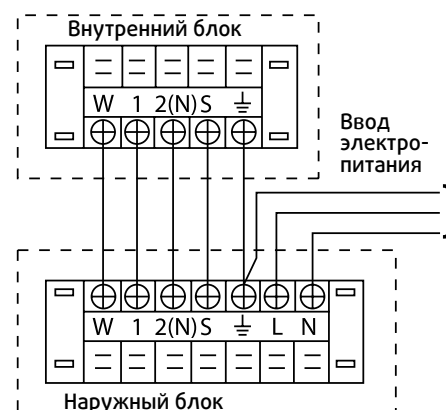 Внутренний блок
W 1 2(N) S ⏚
Ввод
электро-
питания
W 1 2(N) S ⏚ L N
Наружный блок